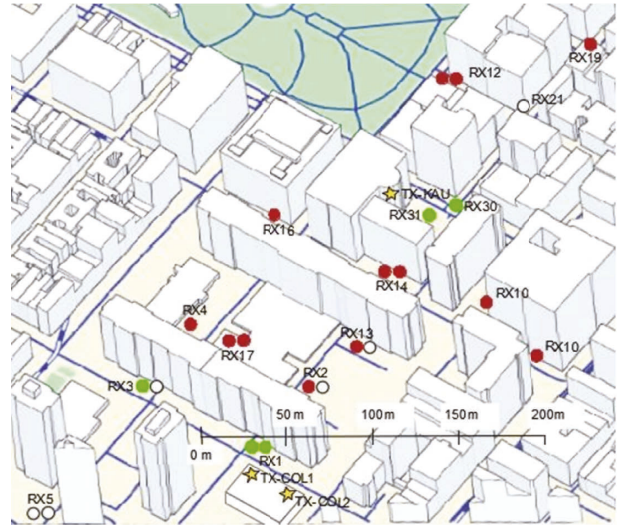 RX19
RX12
RX21
TX-KAU
RX30
RX31
RX16
RX14
RX10
RX4
RX13
RX17
RX10
RX2
RX3
50 m
100 m
150 m
200m
0 m
RX1
TX-COL1
TX-COL2
RX5